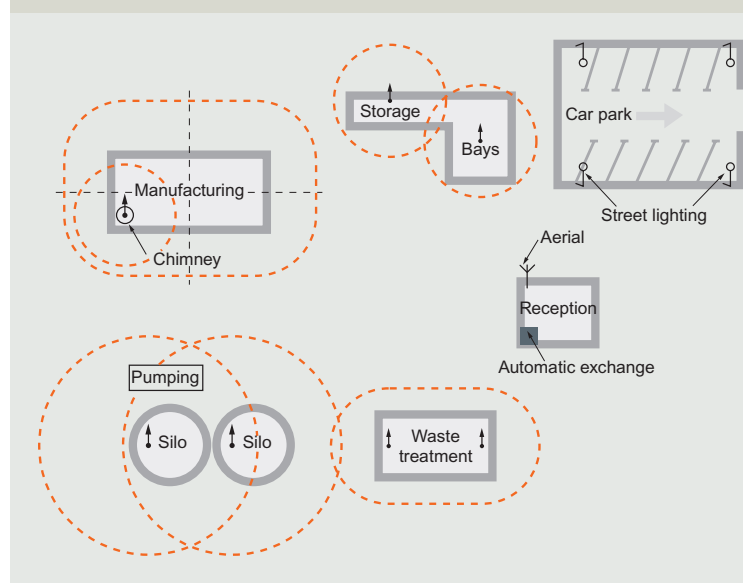 Storage
Bays
Car park
Manufacturing
Street lighting
Chimney
Aerial
Reception
Automatic exchange
Pumping
Silo
Silo
Waste
treatment